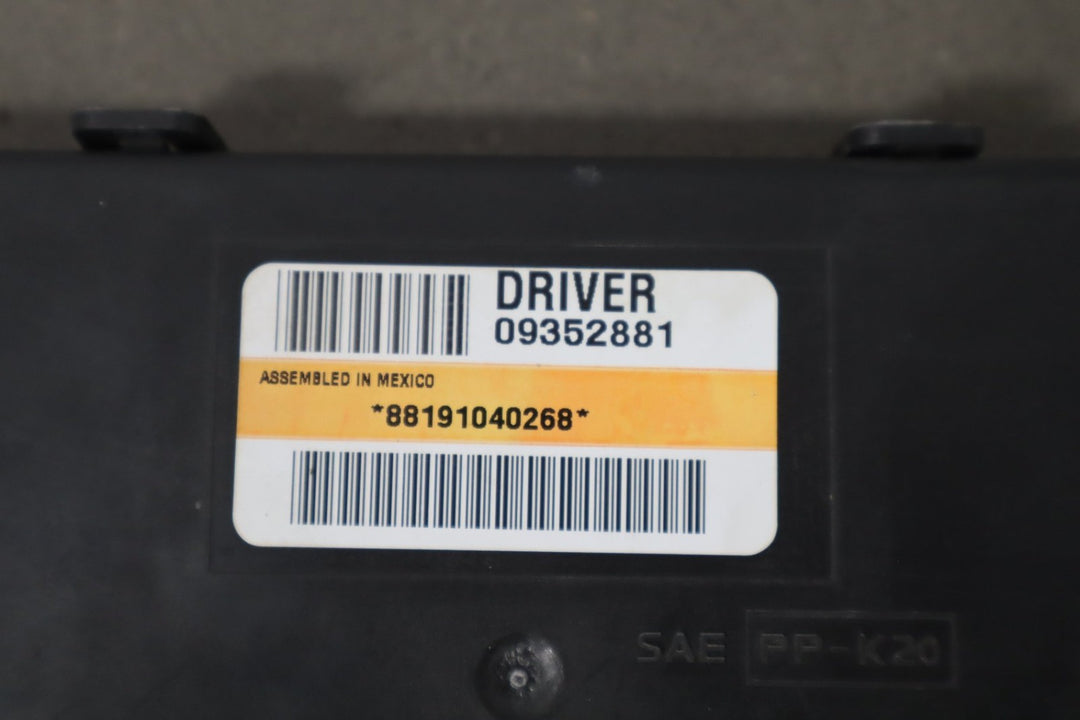 DRIVER
09352881
ASSEMBLED IN MEXICO
*88191040268*
SAE PP-K20